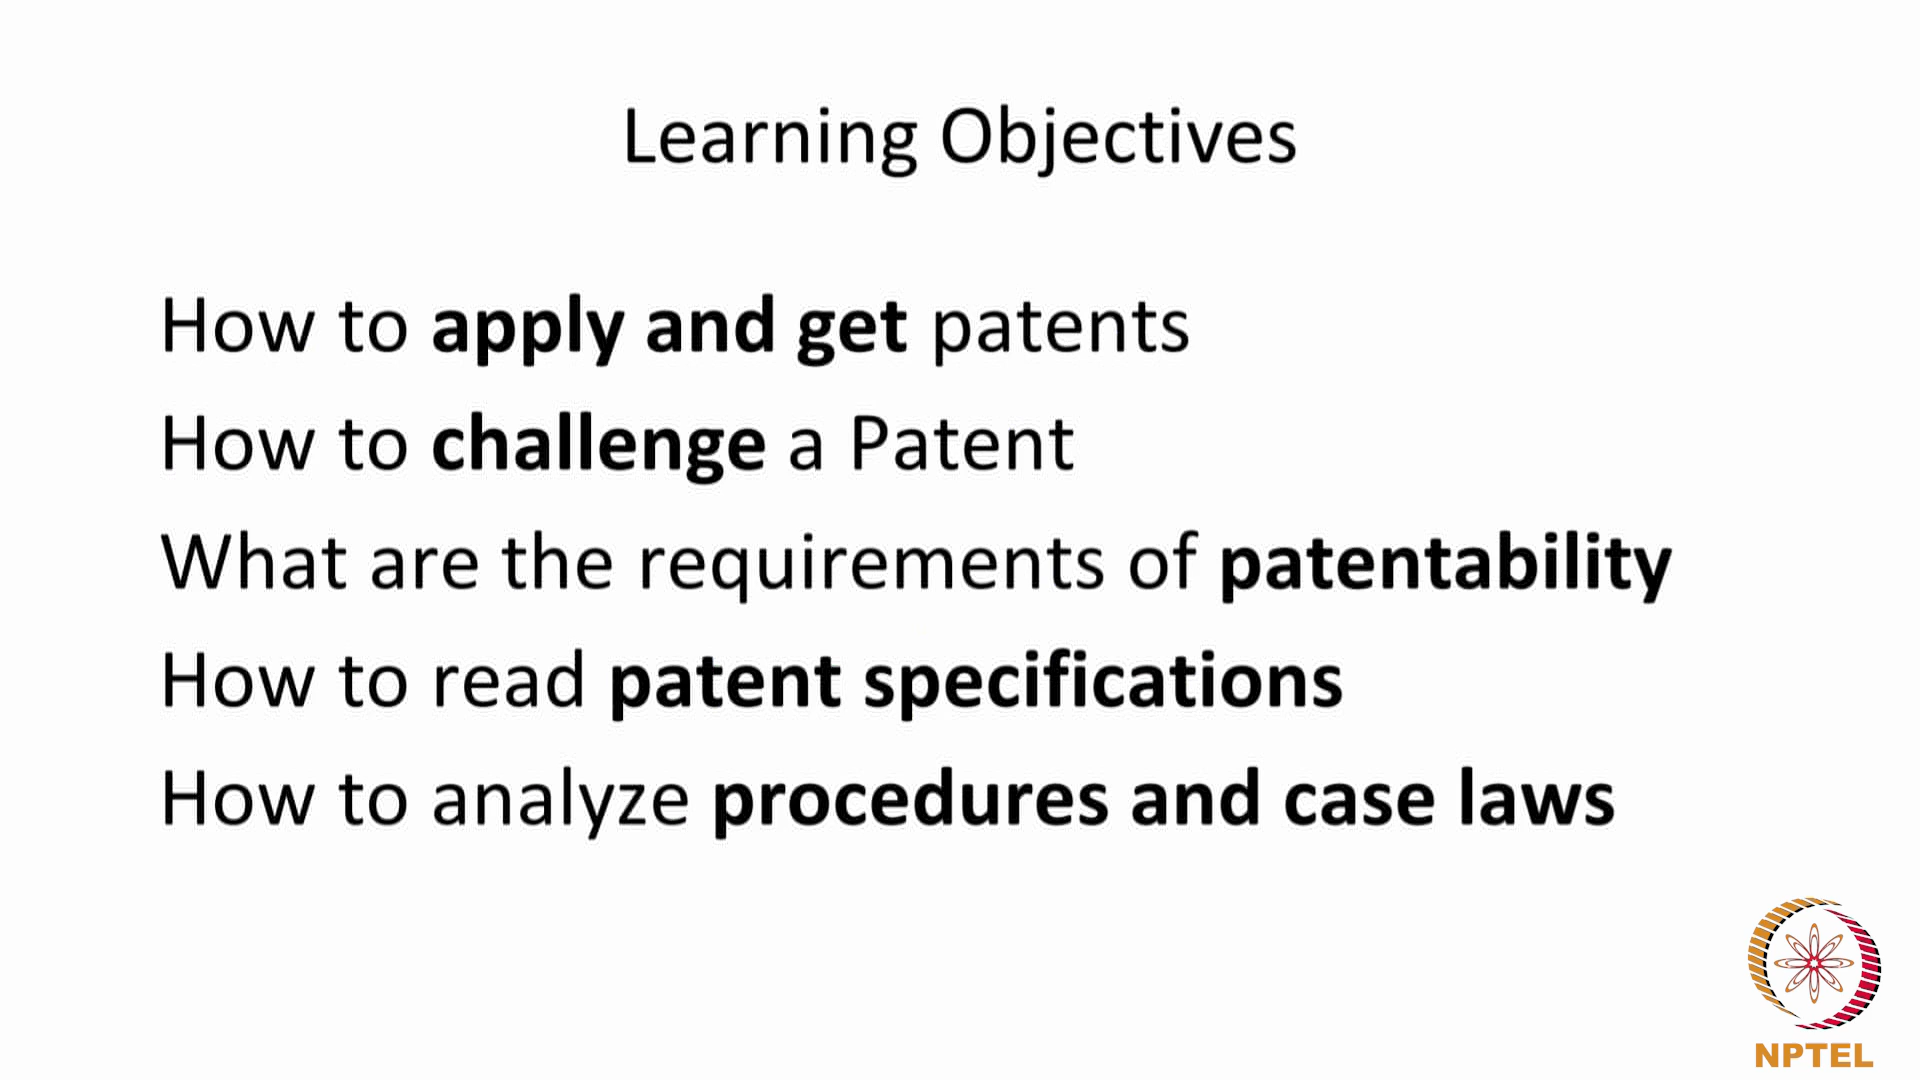 Learning Objectives
How to apply and get patents
How to challenge a Patent
What are the requirements of patentability
How to read patent specifications
How to analyze procedures and case laws
NPTEL